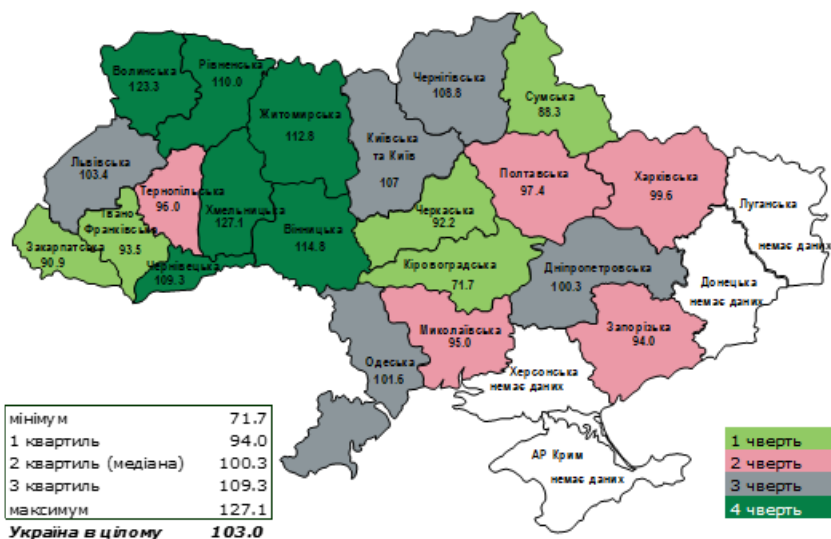 Волинська
123.3
Рівненська
110.0
Житомирська
112.8
Чернігівська
108.8
Сумська
88.3
Київська
та Київ
107
Львівська
103.4
Тернопільська
96.0
Хмельницька
127.1
Вінницька
114.8
Івано-
Франківська
93.5
Закарпатська
90.9
Чернівецька
109.3
Черкаська
92.2
Полтавська
97.4
Харківська
99.6
Луганська
немає даних
Кіровоградська
71.7
Дніпропетровська
100.3
Донецька
немає даних
Миколаївська
95.0
Запорізька
94.0
Одеська
101.6
Херсонська
немає даних
АР Крим
немає даних
мінімум 71.7
1 квартиль 94.0
2 квартиль (медіана) 100.3
3 квартиль 109.3
максимум 127.1
Україна в цілому 103.0
1 чверть
2 чверть
3 чверть
4 чверть